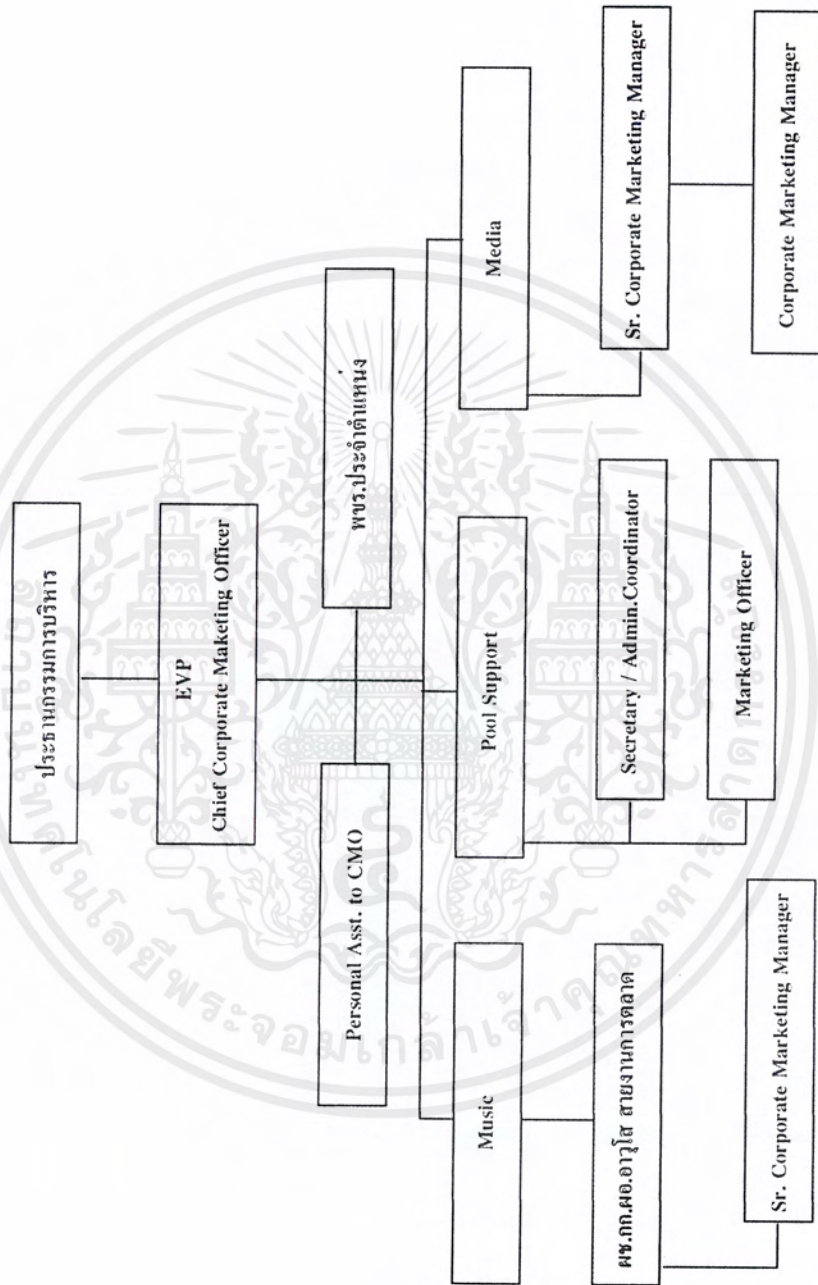 ประธานกรรมการบริหาร
EVP
Chief Corporate Maketing Officer
Personal Asst. to CMO
พขร.ประจำตำแหน่ง
Music
Pool Support
Media
ผช.กก.ผอ.อาวุโส สายงานการตลาด
Secretary / Admin.Coordinator
Sr. Corporate Marketing Manager
Sr. Corporate Marketing Manager
Marketing Officer
Corporate Marketing Manager